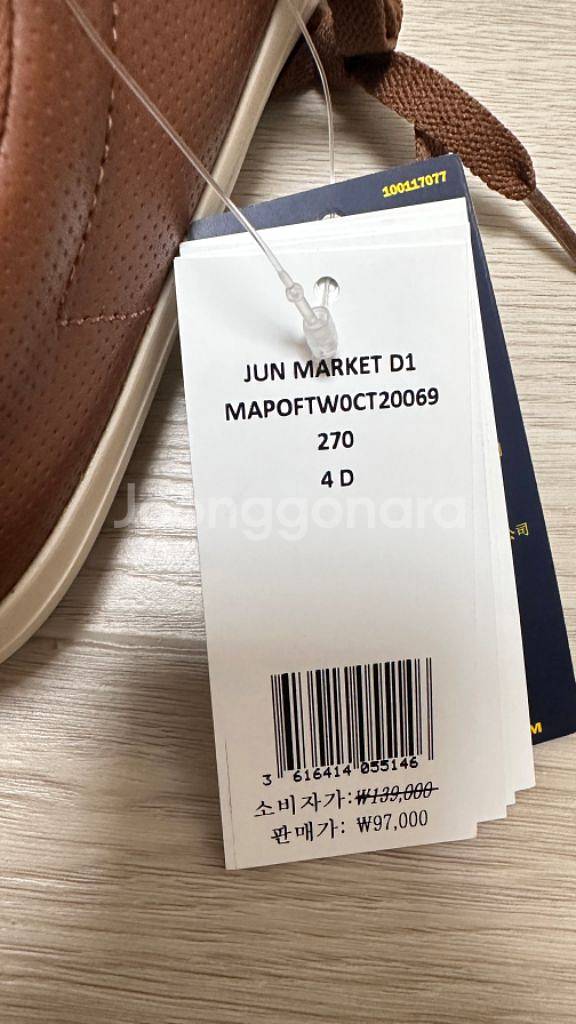 100117077
JUN MARKET D1
MAPOFTW0CT20069
270
4 D
Joonggonara
司
3 616414 055146
소비자가:₩139,000
판매가: ₩97,000
M